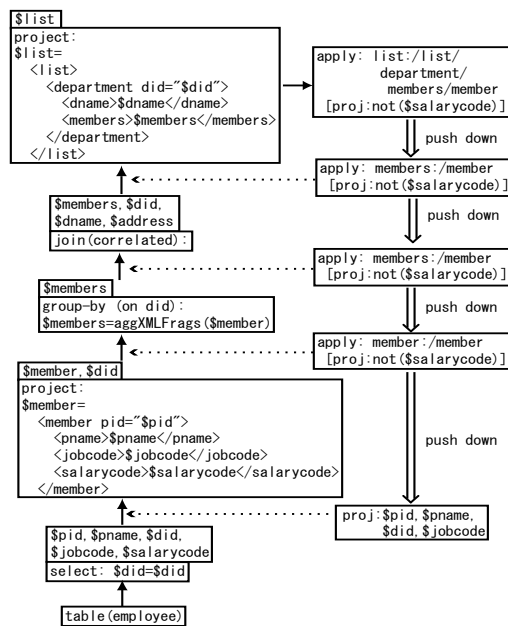 $list
project:
$list=
<list>
<department did="$did">
<dname>$dname</dname>
<members>$members</members>
</department>
</list>
apply: list:/list/
department/
members/member
[proj:not($salarycode)]
push down
apply: members:/member
[proj:not($salarycode)]
$members,$did,
$dname,$address
join(correlated):
push down
apply: members:/member
[proj:not($salarycode)]
$members
group-by (on did):
$members=aggXMLFrags($member)
push down
apply: member:/member
[proj:not($salarycode)]
$member,$did
project:
$member=
<member pid="$pid">
<pname>$pname</pname>
<jobcode>$jobcode</jobcode>
<salarycode>$salarycode</salarycode>
</member>
push down
proj:$pid,$pname,
$did,$jobcode
$pid,$pname,$did,
$jobcode,$salarycode
select: $did=$did
table(employee)